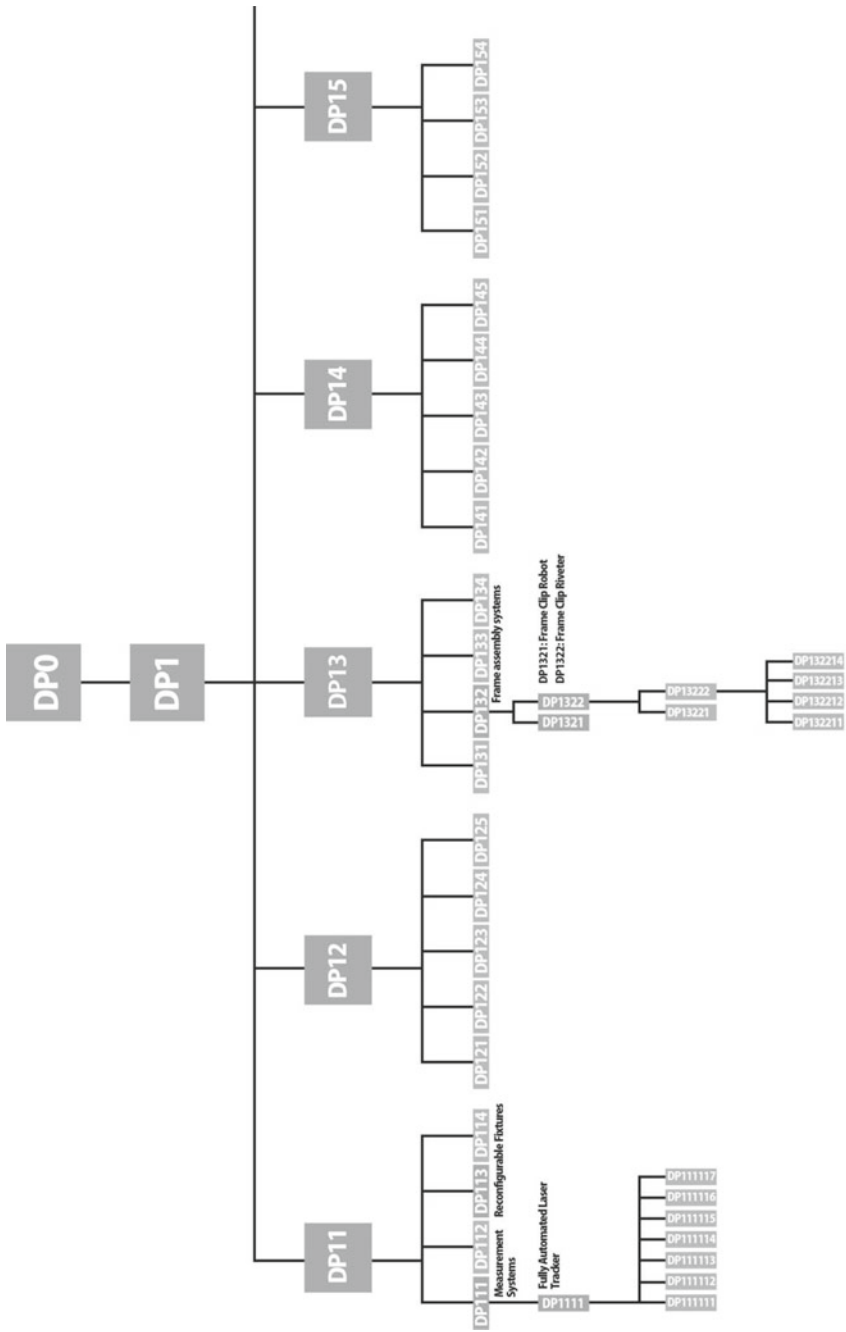 DP0
DP1
DP11
DP12
DP13
DP14
DP15
DP111
DP112
DP113
DP114
DP121
DP122
DP123
DP124
DP125
DP131
DP132
DP133
DP134
DP141
DP142
DP143
DP144
DP145
DP151
DP152
DP153
DP154
Measurement
Systems
Reconfigurable Fixtures
Frame assembly systems
DP1111
Fully Automated Laser
Tracker
DP1321
DP1322
DP1321: Frame Clip Robot
DP1322: Frame Clip Riveter
DP111111
DP111112
DP111113
DP111114
DP111115
DP111116
DP111117
DP13221
DP13222
DP132211
DP132212
DP132213
DP132214